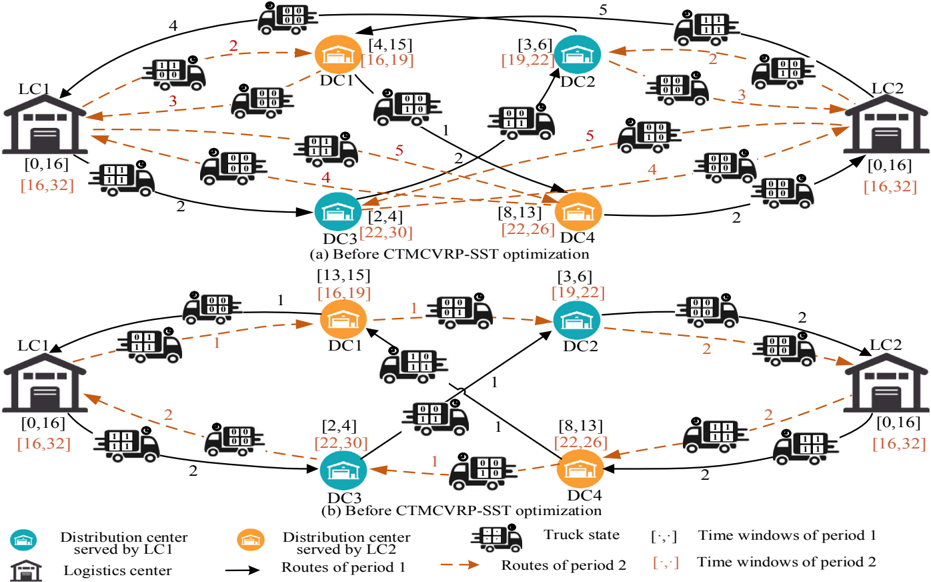 4
5
2
[4,15]
[16,19]
[3,6]
[19,22]
2
LC1
DC1
DC2
LC2
3
3
1
2
5
5
4
4
[0,16]
[16,32]
[0,16]
[16,32]
2
2
[2,4]
[22,30]
[8,13]
[22,26]
DC3
DC4
(a) Before CTMCVRP-SST optimization
[13,15]
[16,19]
[3,6]
[19,22]
1
1
2
LC1
1
DC1
DC2
2
LC2
1
1
[0,16]
[16,32]
2
2
[0,16]
[16,32]
[2,4]
[22,30]
[8,13]
[22,26]
2
1
2
DC3
DC4
(b) Before CTMCVRP-SST optimization
Distribution center
served by LC1
Distribution center
served by LC2
Truck state
[·,·] Time windows of period 1
Logistics center
Routes of period 1
Routes of period 2
[·,·] Time windows of period 2